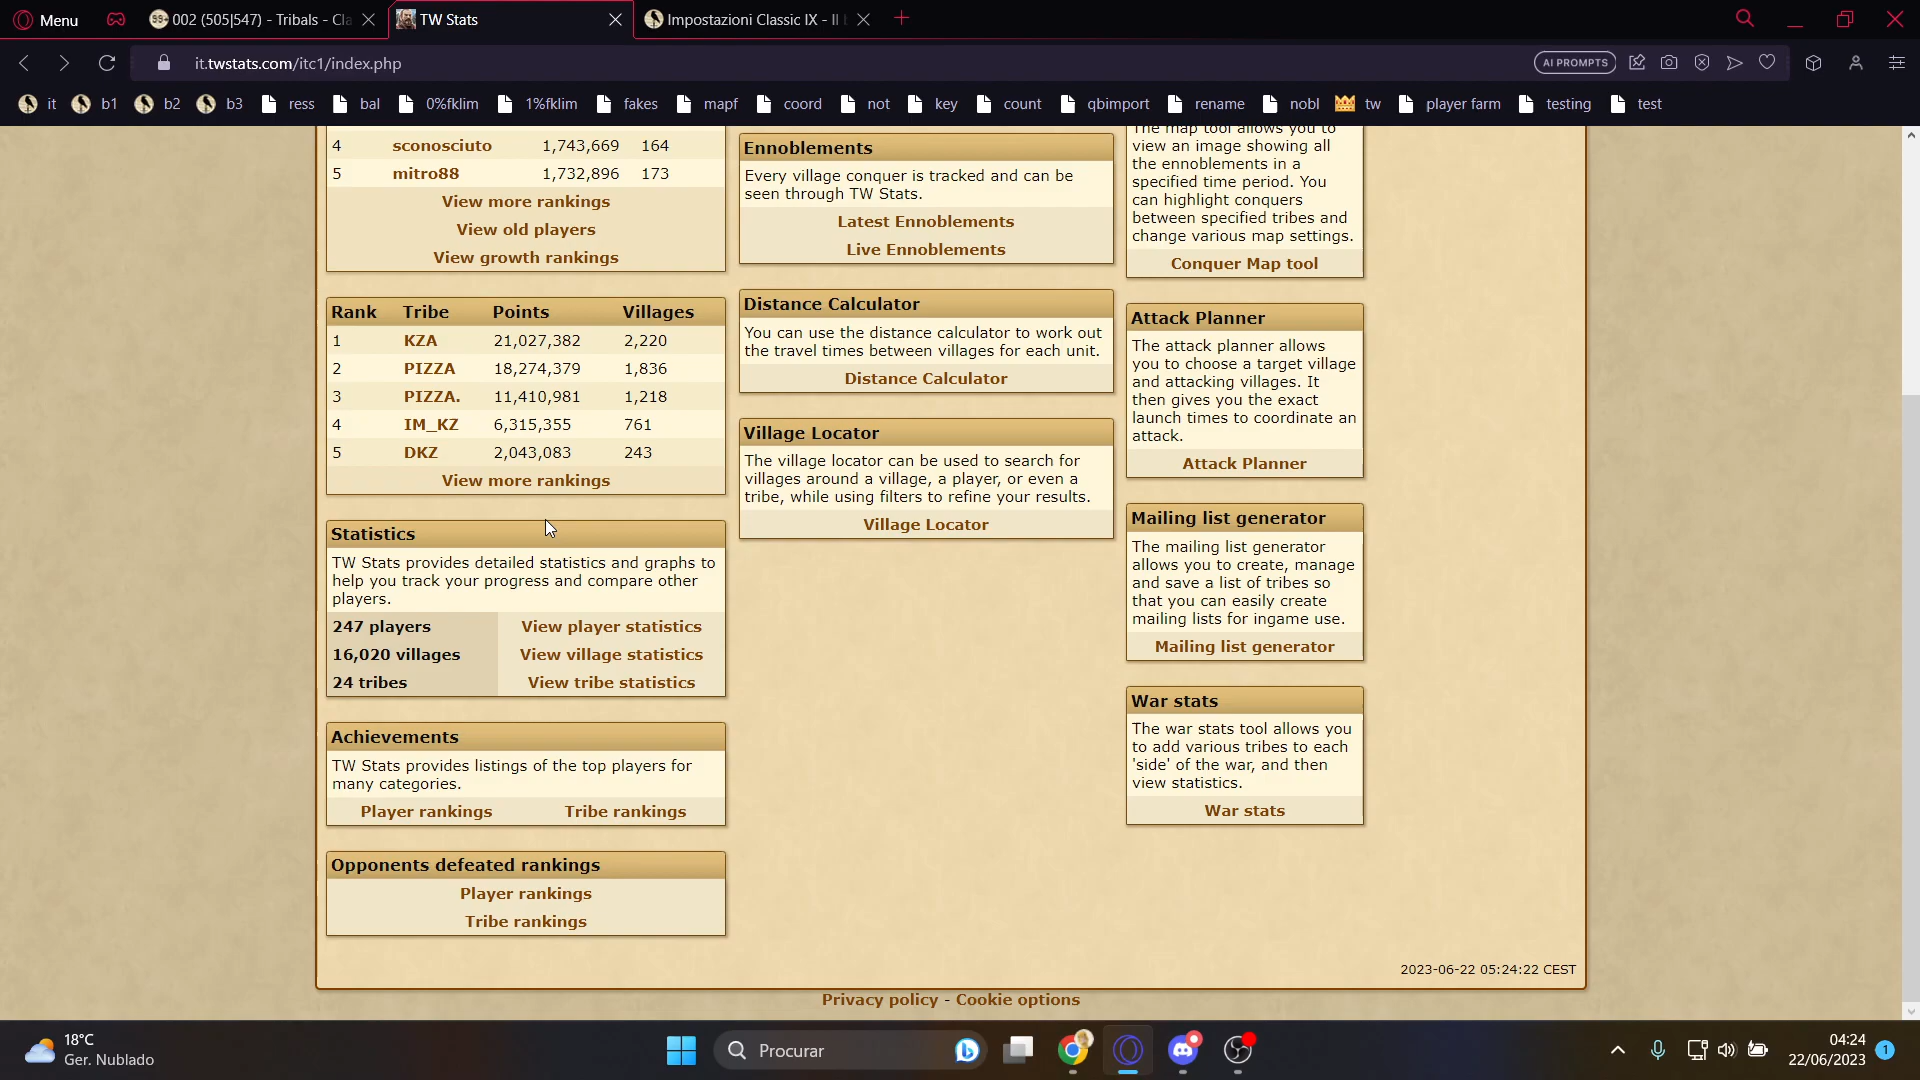 Menu
002 (505|547) - Tribals - Cla
TW Stats
Impostazioni Classic IX - Il
it.twstats.com/itc1/index.php
AI PROMPTS
it b1 b2 b3 ress bal 0%fklim 1%fklim fakes mapf coord not key count qbimport rename nobl tw player farm testing test
4 sconosciuto 1,743,669 164
5 mitro88 1,732,896 173
View more rankings
View old players
View growth rankings
Rank Tribe Points Villages
1 KZA 21,027,382 2,220
2 PIZZA 18,274,379 1,836
3 PIZZA. 11,410,981 1,218
4 IM_KZ 6,315,355 761
5 DKZ 2,043,083 243
View more rankings
Statistics
TW Stats provides detailed statistics and graphs to
help you track your progress and compare other
players.
247 players View player statistics
16,020 villages View village statistics
24 tribes View tribe statistics
Achievements
TW Stats provides listings of the top players for
many categories.
Player rankings Tribe rankings
Opponents defeated rankings
Player rankings
Tribe rankings
Ennoblements
Every village conquer is tracked and can be
seen through TW Stats.
Latest Ennoblements
Live Ennoblements
Distance Calculator
You can use the distance calculator to work out
the travel times between villages for each unit.
Distance Calculator
Village Locator
The village locator can be used to search for
villages around a village, a player, or even a
tribe, while using filters to refine your results.
Village Locator
The map tool allows you to
view an image showing all
the ennoblements in a
specified time period. You
can highlight conquers
between specified tribes and
change various map settings.
Conquer Map tool
Attack Planner
The attack planner allows
you to choose a target village
and attacking villages. It
then gives you the exact
launch times to coordinate an
attack.
Attack Planner
Mailing list generator
The mailing list generator
allows you to create, manage
and save a list of tribes so
that you can easily create
mailing lists for ingame use.
Mailing list generator
War stats
The war stats tool allows you
to add various tribes to each
'side' of the war, and then
view statistics.
War stats
2023-06-22 05:24:22 CEST
Privacy policy - Cookie options
18°C
Ger. Nublado
Procurar
04:24
22/06/2023
1